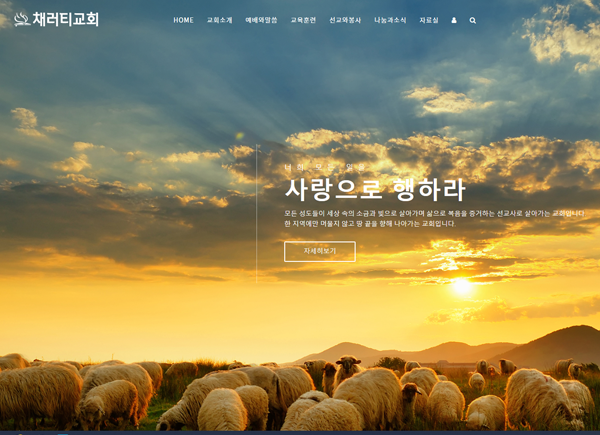 채러티교회
HOME 교회소개 예배와말씀 교육훈련 선교와봉사 나눔과소식 자료실
너희 모든 일을
사랑으로 행하라
모든 성도들이 세상 속의 소금과 빛으로 살아가며 삶으로 복음을 증거하는 선교사로 살아가는 교회입니다.
한 지역에만 머물지 않고 땅 끝을 향해 나아가는 교회입니다.
자세히보기